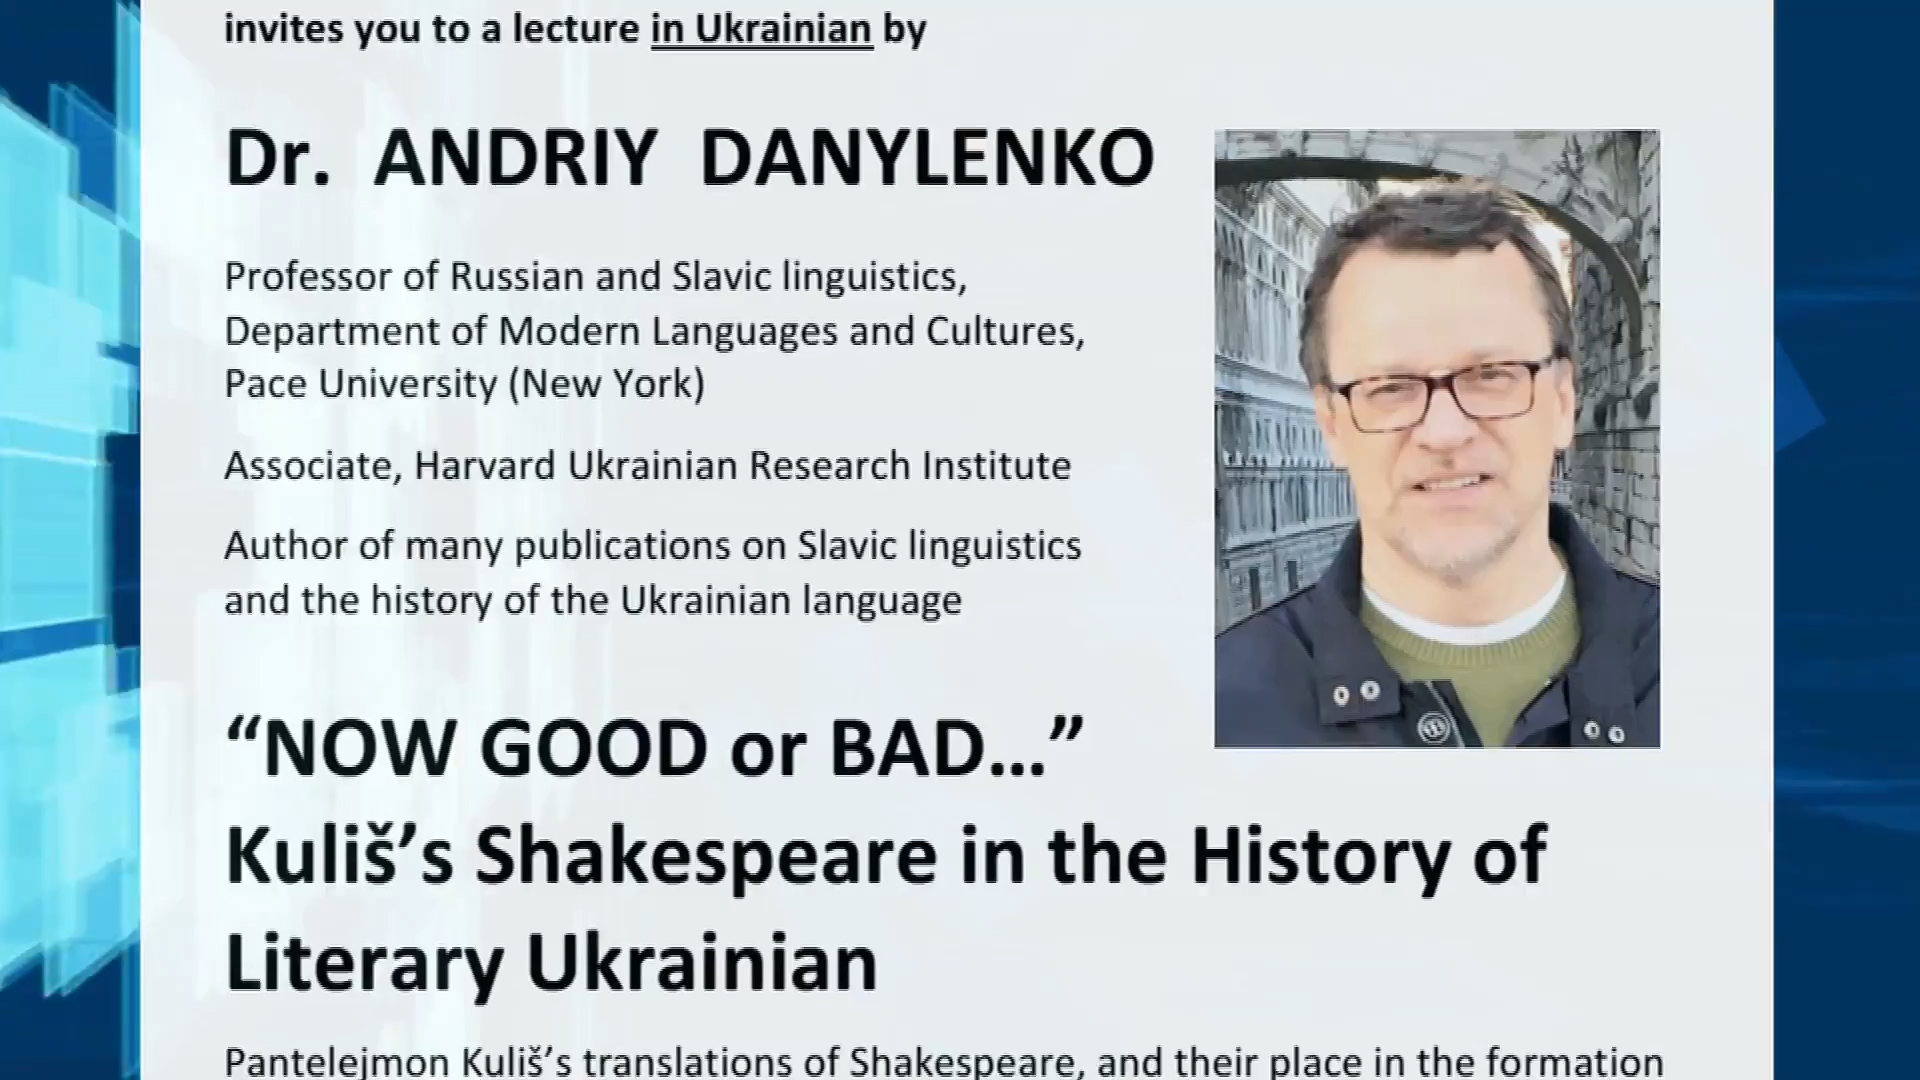 invites you to a lecture in Ukrainian by
Dr. ANDRIY DANYLENKO
Professor of Russian and Slavic linguistics,
Department of Modern Languages and Cultures,
Pace University (New York)
Associate, Harvard Ukrainian Research Institute
Author of many publications on Slavic linguistics
and the history of the Ukrainian language
“NOW GOOD or BAD…”
Kuliš’s Shakespeare in the History of
Literary Ukrainian
Pantelejmon Kuliš’s translations of Shakespeare, and their place in the formation